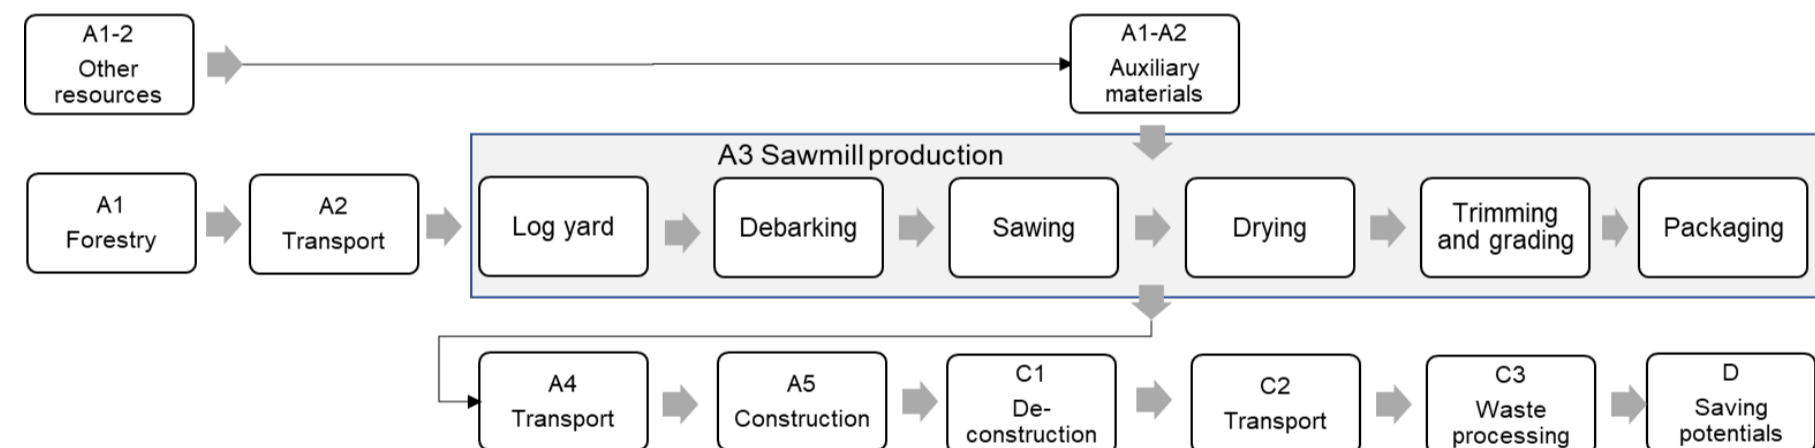 A1-2
Other
resources
A1-A2
Auxiliary
materials
A3 Sawmill production
A1
Forestry
A2
Transport
Log yard
Debarking
Sawing
Drying
Trimming
and grading
Packaging
A4
Transport
A5
Construction
C1
De-
construction
C2
Transport
C3
Waste
processing
D
Saving
potentials